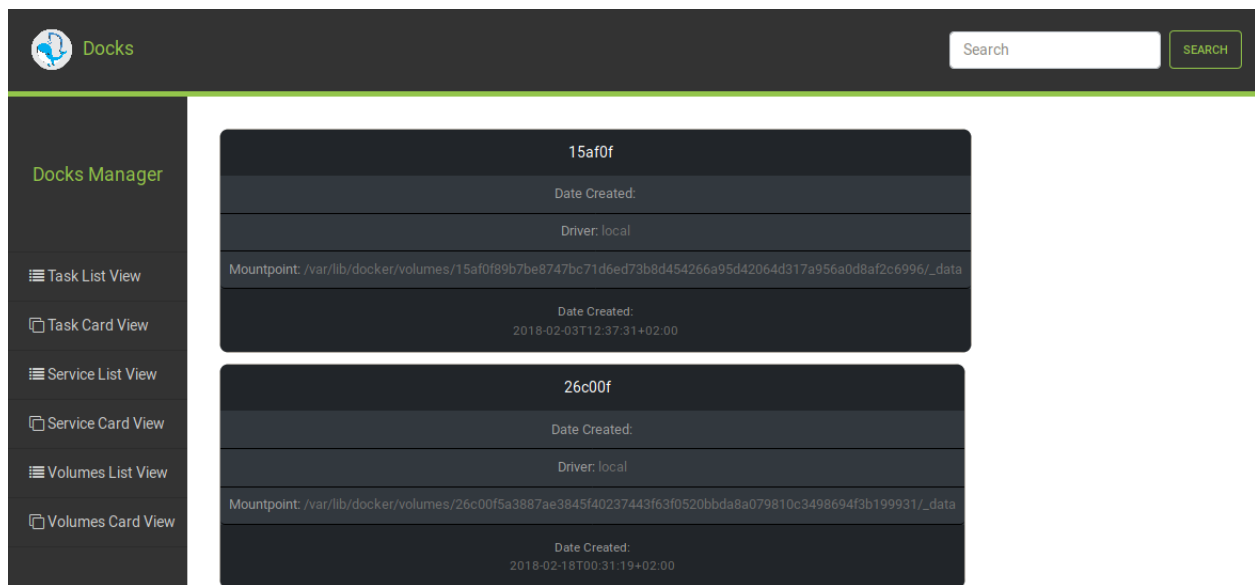 Docks
Search
SEARCH
Docks Manager
Task List View
Task Card View
Service List View
Service Card View
Volumes List View
Volumes Card View
15af0f
Date Created:
Driver: local
Mountpoint: /var/lib/docker/volumes/15af0f89b7be8747bc71d6ed73b8d454266a95d42064d317a956a0d8af2c6996/_data
Date Created:
2018-02-03T12:37:31+02:00
26c00f
Date Created:
Driver: local
Mountpoint: /var/lib/docker/volumes/26c00f5a3887ae3845f40237443f63f0520bbda8a079810c3498694f3b199931/_data
Date Created:
2018-02-18T00:31:19+02:00